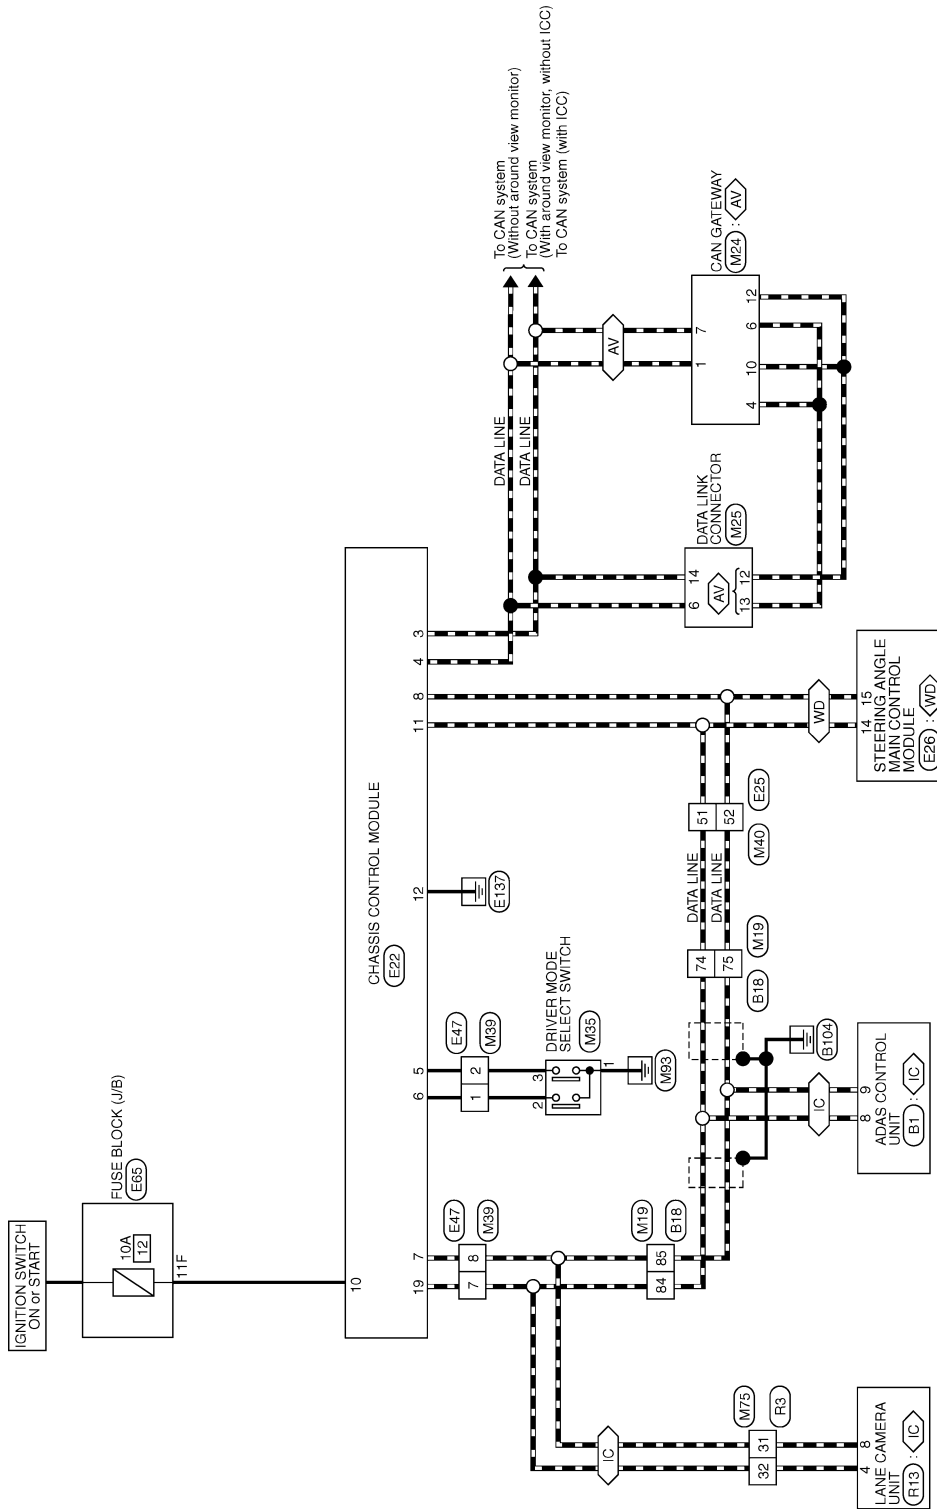 IGNITION SWITCH
ON or START
FUSE BLOCK (J/B)
E65
10A
12
11F
10
CHASSIS CONTROL MODULE
E22
19
7
6
5
12
11
8
4
3
E47
M39
7
8
E47
M39
1
2
DRIVER MODE
SELECT SWITCH
M35
2
3
1
M93
E137
M19
B18
84
85
IC
M75
R3
32
31
4
8
LANE CAMERA
UNIT
R13 : IC
IC
8
9
ADAS CONTROL
UNIT
B1 : IC
B104
74
75
B18
M19
DATA LINE
DATA LINE
51
52
M40
E25
WD
14
15
STEERING ANGLE
MAIN CONTROL
MODULE
E26 : WD
DATA LINK
CONNECTOR
M25
6
14
AV
13
12
DATA LINE
DATA LINE
AV
1
7
4
10
6
12
CAN GATEWAY
M24 : AV
To CAN system
(Without around view monitor)
To CAN system
(With around view monitor, without ICC)
To CAN system (with ICC)